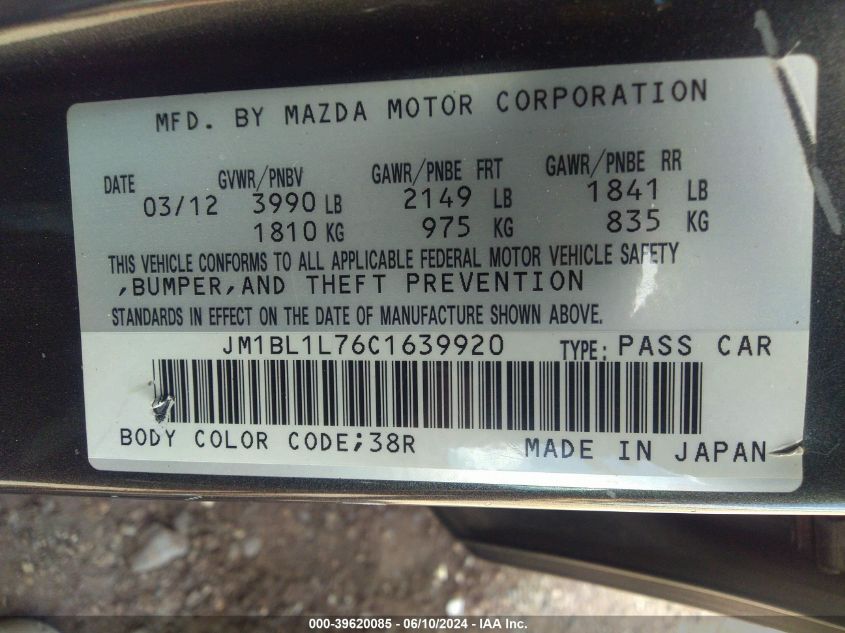 MFD. BY MAZDA MOTOR CORPORATION
DATE GVWR/PNBV GAWR/PNBE FRT GAWR/PNBE RR
03/12 3990 LB 2149 LB 1841 LB
1810 KG 975 KG 835 KG
THIS VEHICLE CONFORMS TO ALL APPLICABLE FEDERAL MOTOR VEHICLE SAFETY
,BUMPER,AND THEFT PREVENTION
STANDARDS IN EFFECT ON THE DATE OF MANUFACTURE SHOWN ABOVE.
JM1BL1L76C1639920 TYPE: PASS CAR
BODY COLOR CODE;38R MADE IN JAPAN
000-39620085 - 06/10/2024 - IAA Inc.